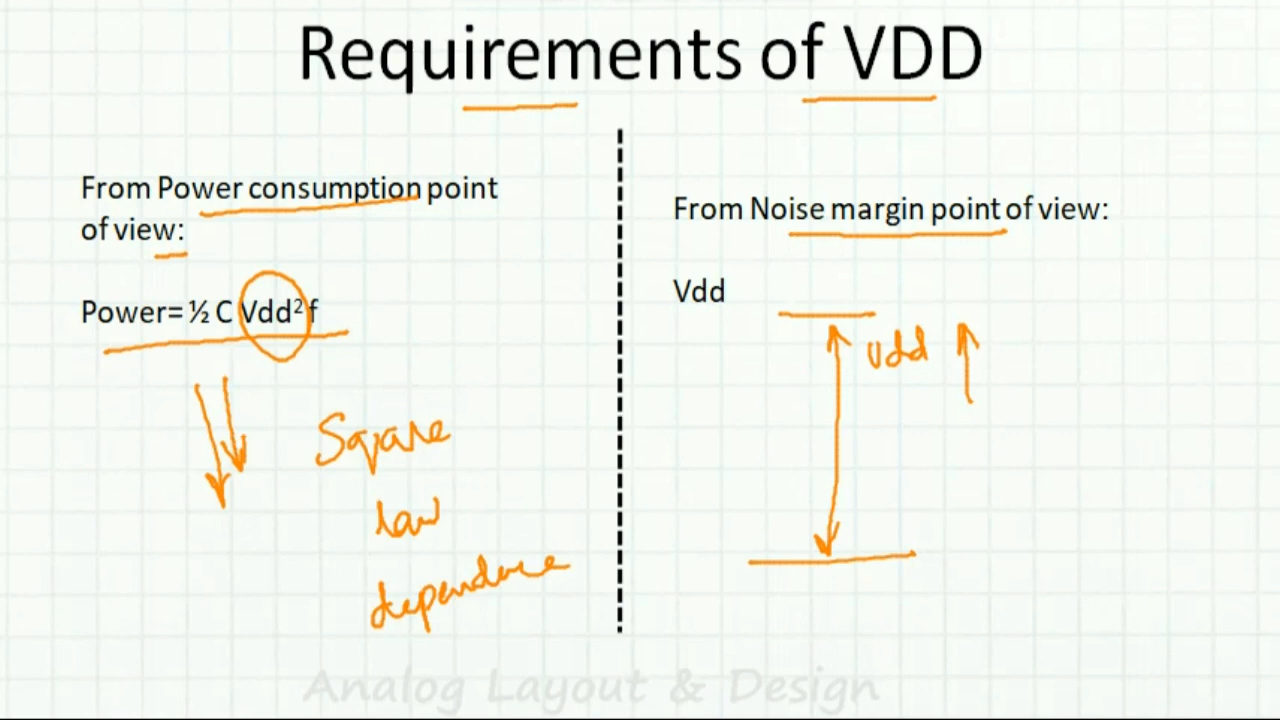 Requirements of VDD
From Power consumption point
of view:
Power= ½ C Vdd² f
Square
law
dependence
From Noise margin point of view:
Vdd
Vdd
Analog Layout & Design